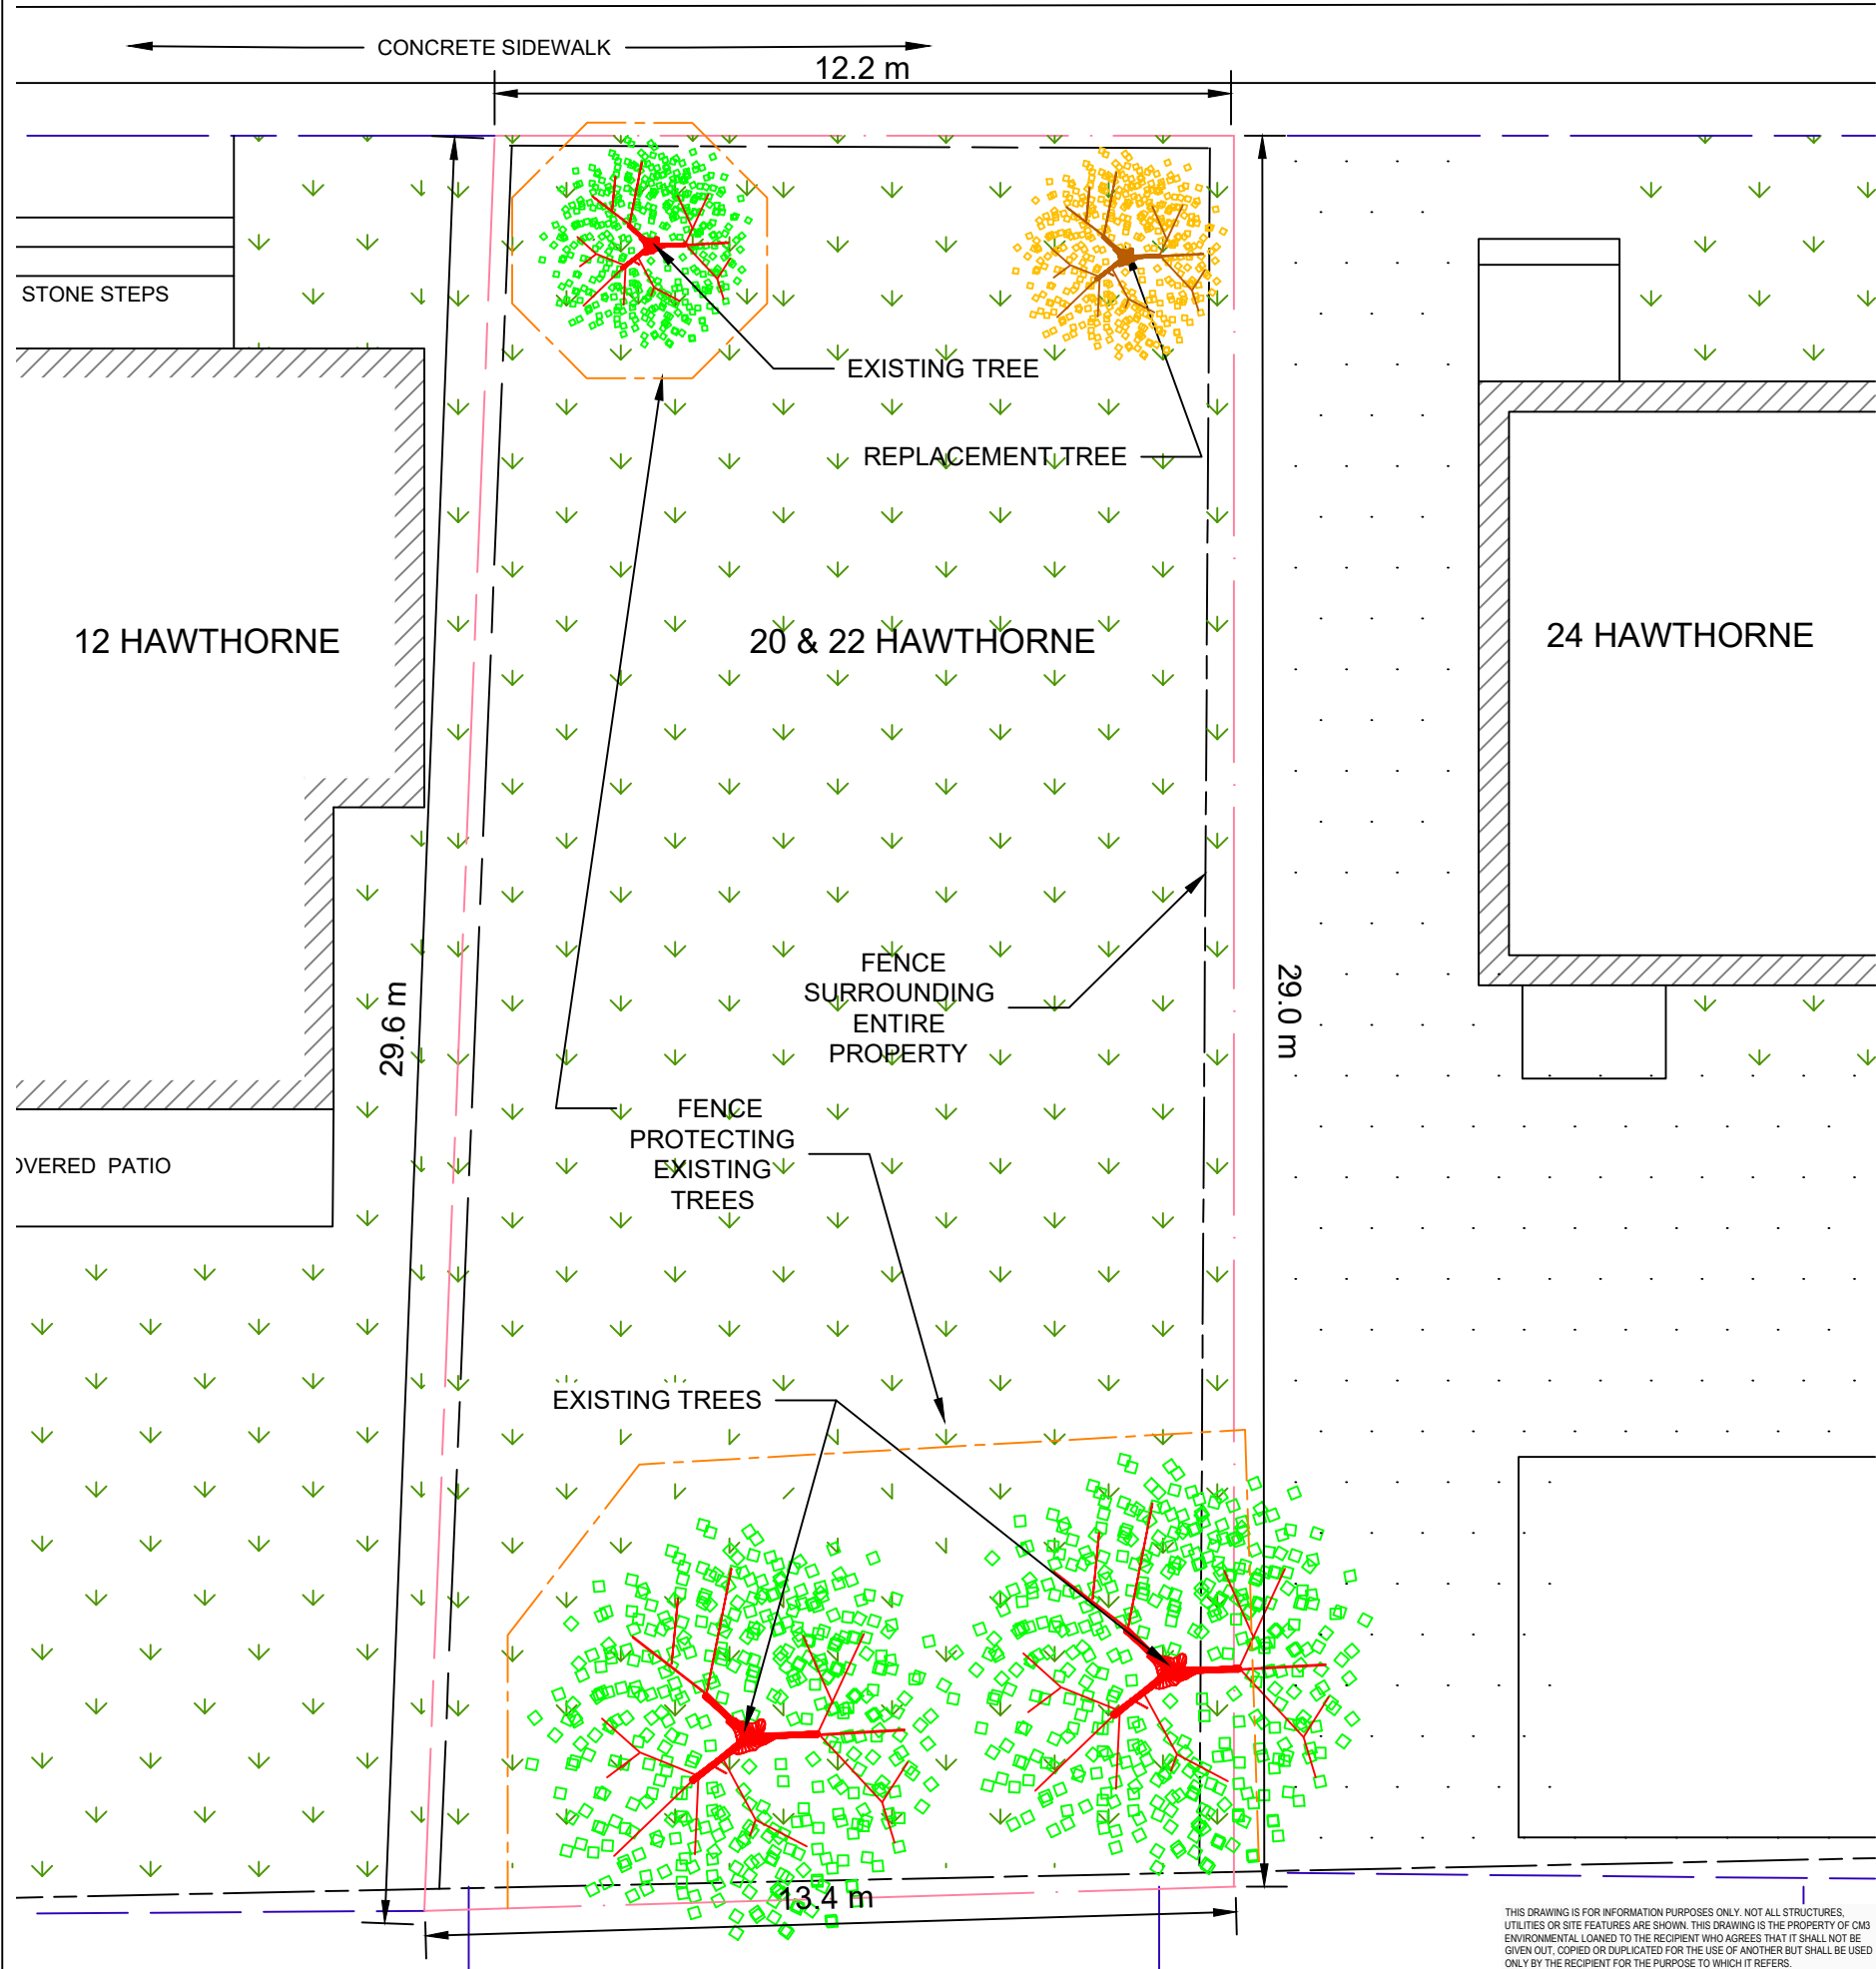 CONCRETE SIDEWALK
12.2 m
STONE STEPS
EXISTING TREE
REPLACEMENT TREE
12 HAWTHORNE
20 & 22 HAWTHORNE
24 HAWTHORNE
FENCE
SURROUNDING
ENTIRE
PROPERTY
29.6 m
29.0 m
FENCE
PROTECTING
EXISTING
TREES
OVERED PATIO
EXISTING TREES
13.4 m
THIS DRAWING IS FOR INFORMATION PURPOSES ONLY. NOT ALL STRUCTURES,
UTILITIES OR SITE FEATURES ARE SHOWN. THIS DRAWING IS THE PROPERTY OF CM3
ENVIRONMENTAL LOANED TO THE RECIPIENT WHO AGREES THAT IT SHALL NOT BE
GIVEN OUT, COPIED OR DUPLICATED FOR THE USE OF ANOTHER BUT SHALL BE USED
ONLY BY THE RECIPIENT FOR THE PURPOSE TO WHICH IT REFERS.